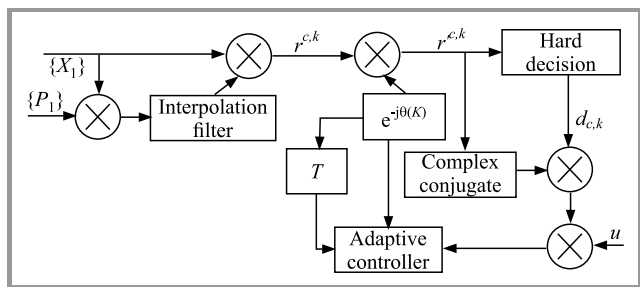 {X₁}
r^{c,k}
r'^{c,k}
Hard
decision
{P₁}
Interpolation
filter
e^{-jθ(K)}
d_{c,k}
T
Complex
conjugate
Adaptive
controller
u